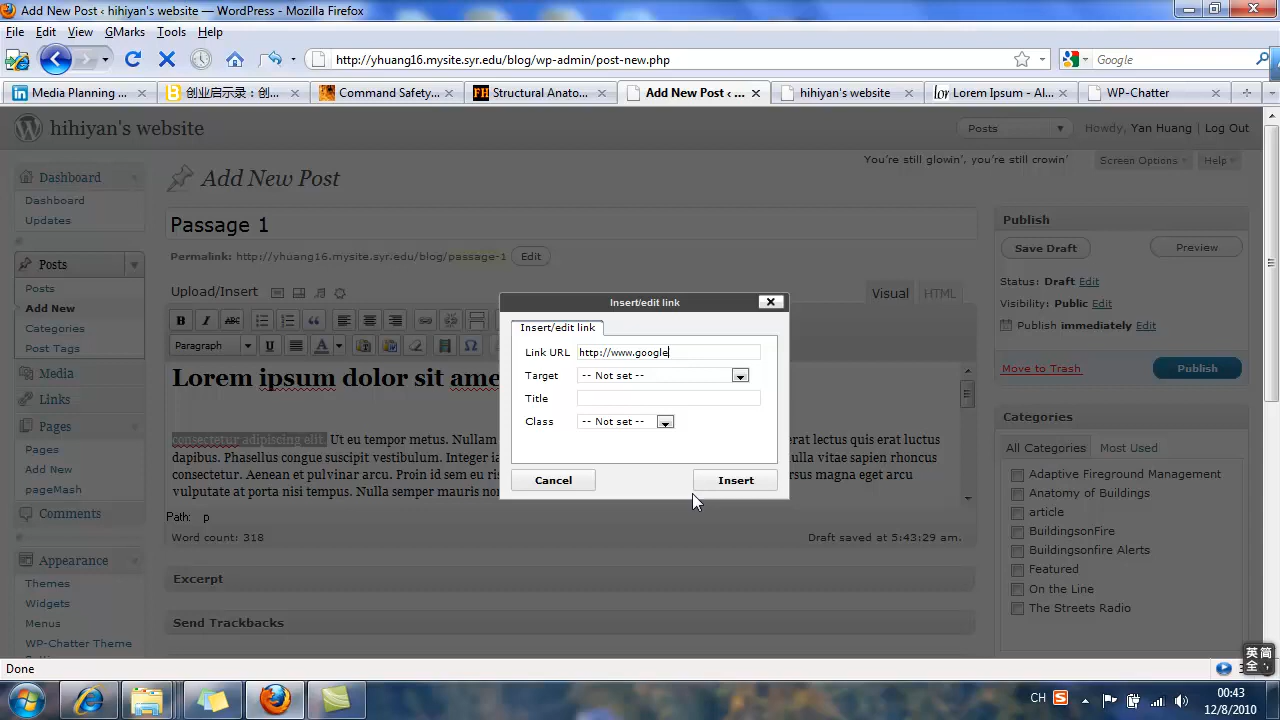 Add New Post ‹ hihiyan's website — WordPress - Mozilla Firefox
File Edit View GMarks Tools Help
http://yhuang16.mysite.syr.edu/blog/wp-admin/post-new.php
Google
Media Planning ...
创业启示录：创...
Command Safety...
Structural Anato...
Add New Post ‹ ...
hihiyan's website
Lorem Ipsum - Al...
WP-Chatter
hihiyan's website
Posts
Howdy, Yan Huang | Log Out
You're still glowin', you're still crowin'
Screen Options
Help
Dashboard
Dashboard
Updates
Posts
Posts
Add New
Categories
Post Tags
Media
Links
Pages
Pages
Add New
pageMash
Comments
Appearance
Themes
Widgets
Menus
WP-Chatter Theme
Add New Post
Passage 1
Permalink: http://yhuang16.mysite.syr.edu/blog/passage-1 Edit
Upload/Insert
Visual
HTML
B I ABC
Paragraph U A
Lorem ipsum dolor sit ame
consectetur adipiscing elit. Ut eu tempor metus. Nullam
erat lectus quis erat luctus
dapibus. Phasellus congue suscipit vestibulum. Integer ia
ulla vitae sapien rhoncus
consectetur. Aenean et pulvinar arcu. Proin id sem eu ris
rsus magna eget arcu
vulputate at porta nisi tempus. Nulla semper mauris non
Path: p
Word count: 318
Draft saved at 5:43:29 am.
Excerpt
Send Trackbacks
Insert/edit link
Insert/edit link
Link URL http://www.google
Target -- Not set --
Title
Class -- Not set --
Cancel
Insert
Publish
Save Draft
Preview
Status: Draft Edit
Visibility: Public Edit
Publish immediately Edit
Move to Trash
Publish
Categories
All Categories
Most Used
Adaptive Fireground Management
Anatomy of Buildings
article
BuildingsonFire
Buildingsonfire Alerts
Featured
On the Line
The Streets Radio
Done
英简
全
CH
00:43
12/8/2010